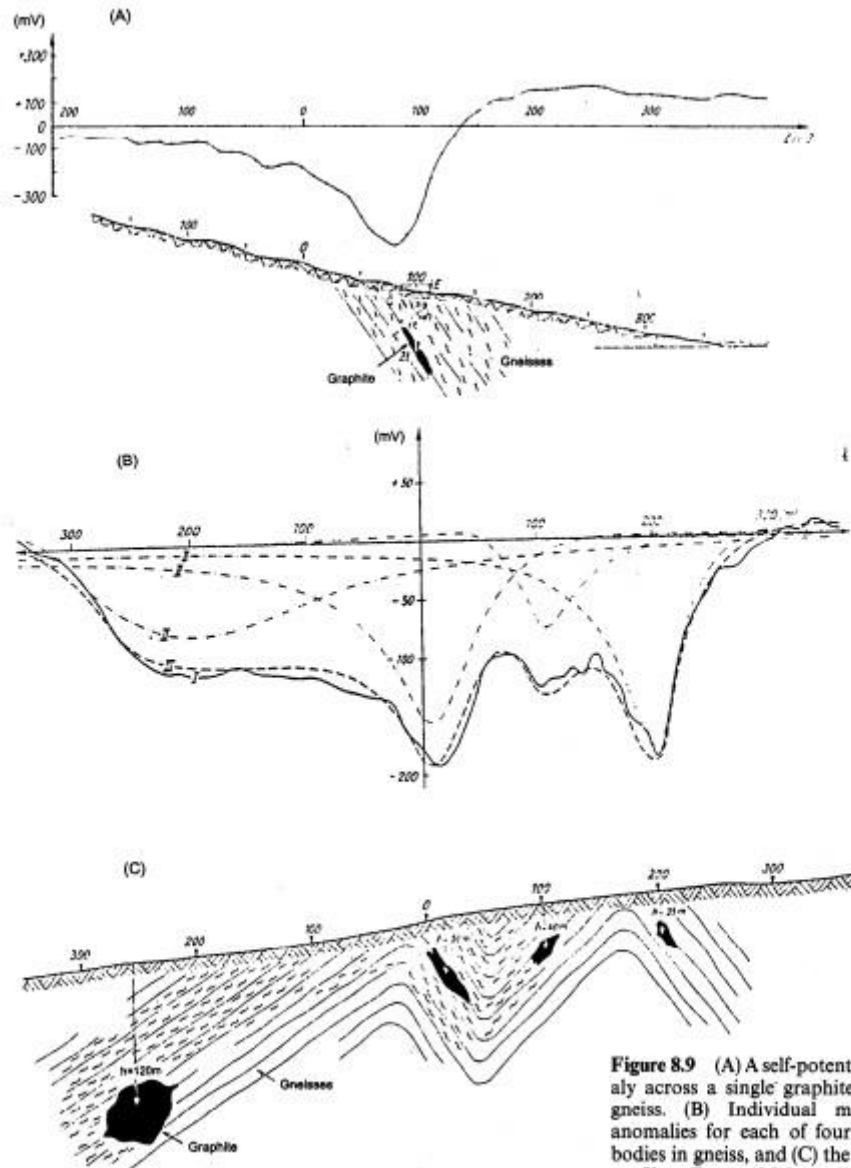 (A)
(mV)
+300
+100
0
-100
-300
200
100
0
100
200
300
100
0
100
200
Graphite
Gneisses
(B)
(mV)
+50
300
200
100
100
200
-50
-100
-200
(C)
300
200
100
0
100
200
300
h=120m
Gneisses
Graphite
Figure 8.9 (A) A self-potent
aly across a single graphite
gneiss. (B) Individual m
anomalies for each of four
bodies in gneiss, and (C) the